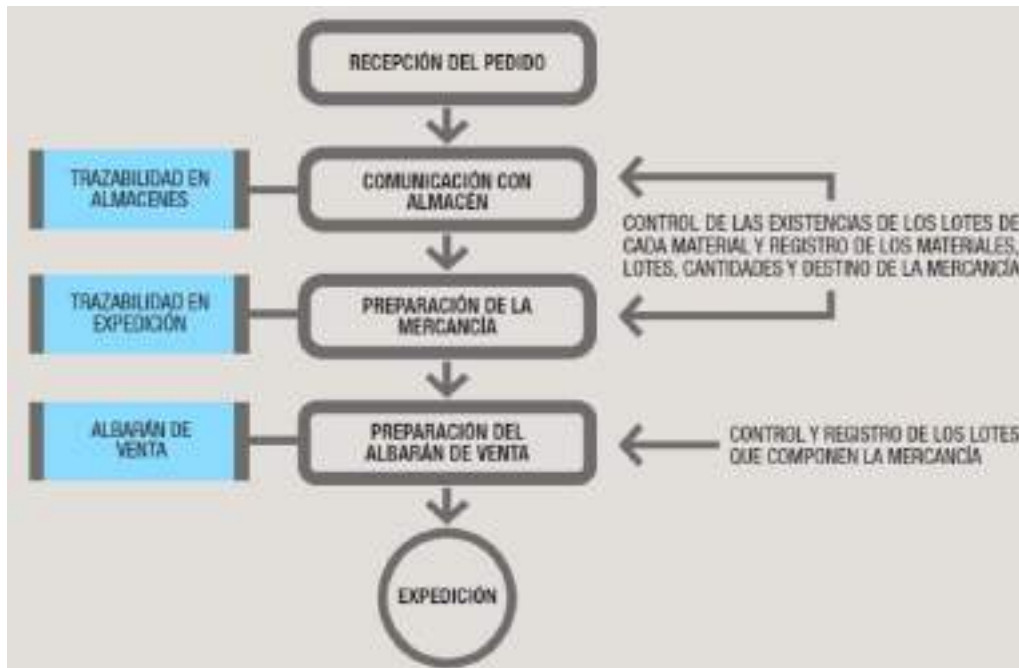 RECEPCIÓN DEL PEDIDO
TRAZABILIDAD EN
ALMACENES
COMUNICACIÓN CON
ALMACÉN
CONTROL DE LAS EXISTENCIAS DE LOS LOTES DE
CADA MATERIAL Y REGISTRO DE LOS MATERIALES,
LOTES, CANTIDADES Y DESTINO DE LA MERCANCÍA
TRAZABILIDAD EN
EXPEDICIÓN
PREPARACIÓN DE LA
MERCANCÍA
ALBARÁN DE
VENTA
PREPARACIÓN DEL
ALBARÁN DE VENTA
CONTROL Y REGISTRO DE LOS LOTES
QUE COMPONEN LA MERCANCÍA
EXPEDICIÓN